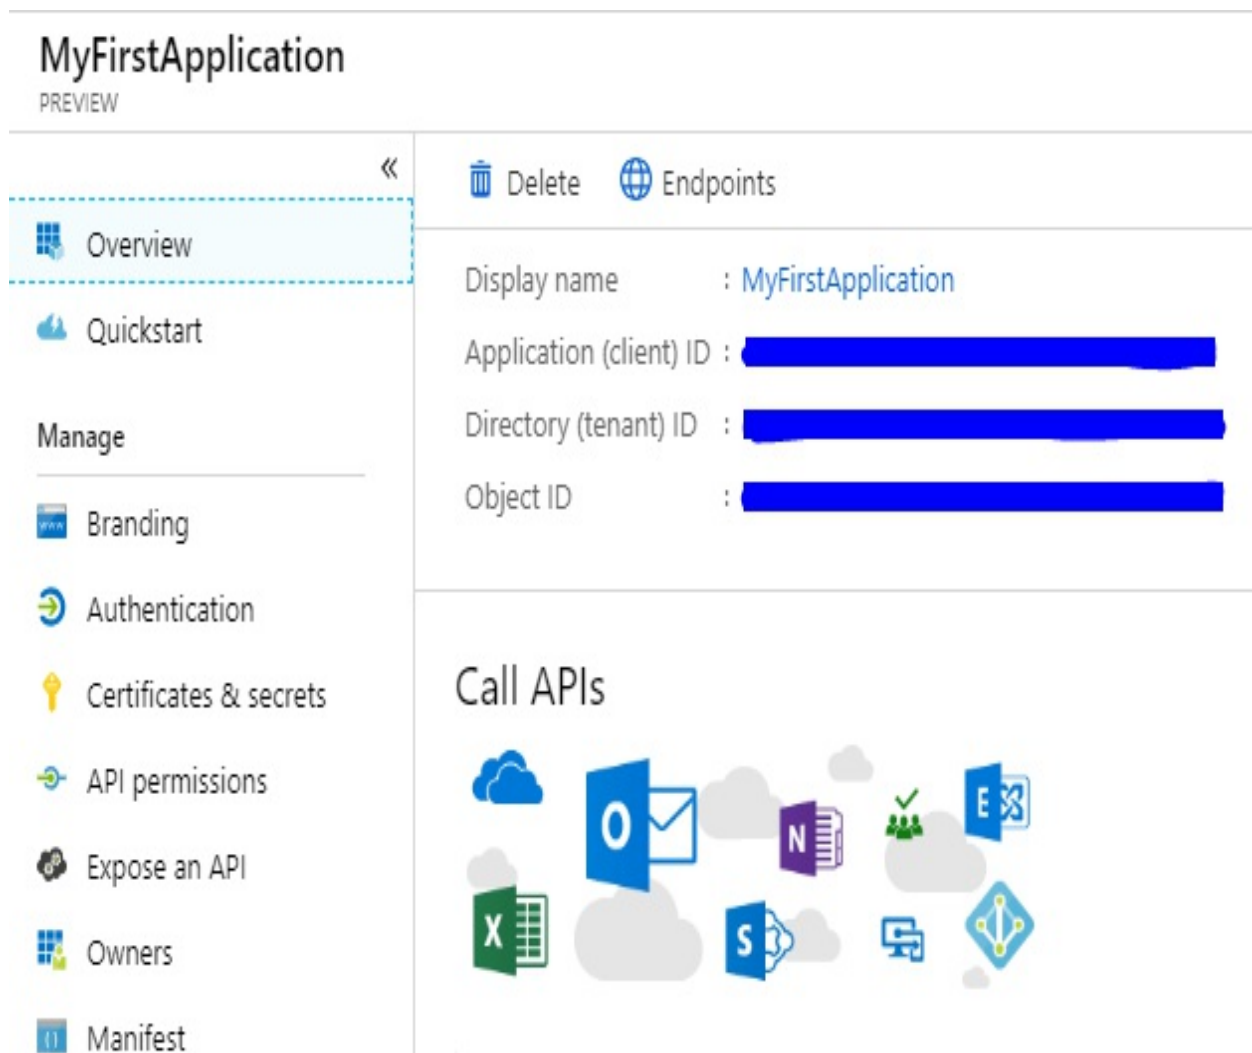 MyFirstApplication
PREVIEW
«
Overview
Quickstart
Manage
Branding
Authentication
Certificates & secrets
API permissions
Expose an API
Owners
Manifest
Delete Endpoints
Display name : MyFirstApplication
Application (client) ID :
Directory (tenant) ID :
Object ID :
Call APIs
O
N
E
X
S
www